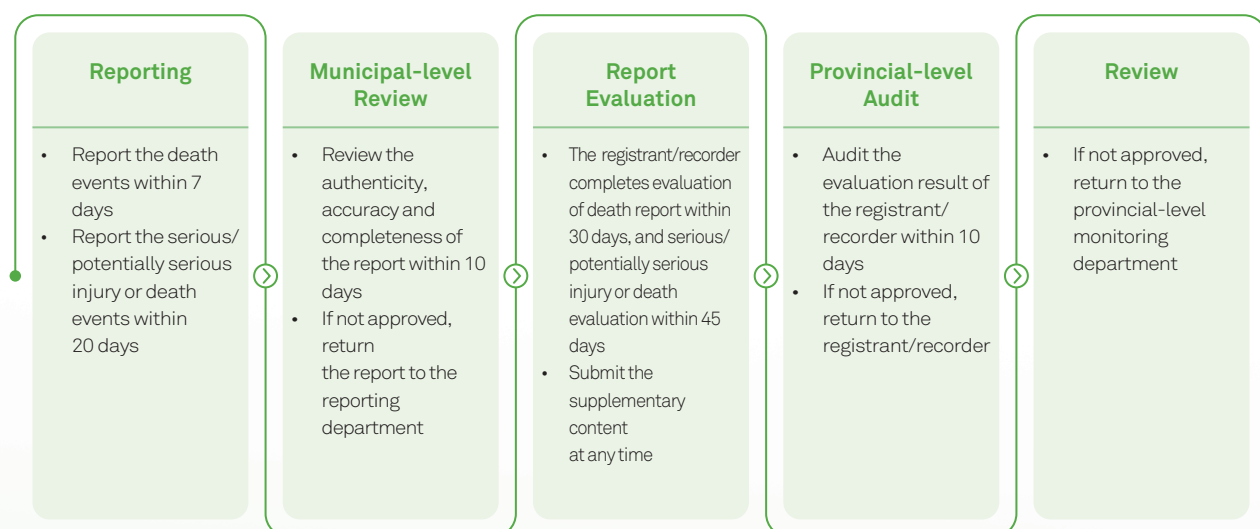 Reporting
• Report the death
events within 7
days
• Report the serious/
potentially serious
injury or death
events within
20 days
Municipal-level
Review
• Review the
authenticity,
accuracy and
completeness of
the report within 10
days
• If not approved,
return
the report to the
reporting
department
Report
Evaluation
• The registrant/recorder
completes evaluation
of death report within
30 days, and serious/
potentially serious
injury or death
evaluation within 45
days
• Submit the
supplementary
content
at any time
Provincial-level
Audit
• Audit the
evaluation result of
the registrant/
recorder within 10
days
• If not approved,
return to the
registrant/recorder
Review
• If not approved,
return to the
provincial-level
monitoring
department